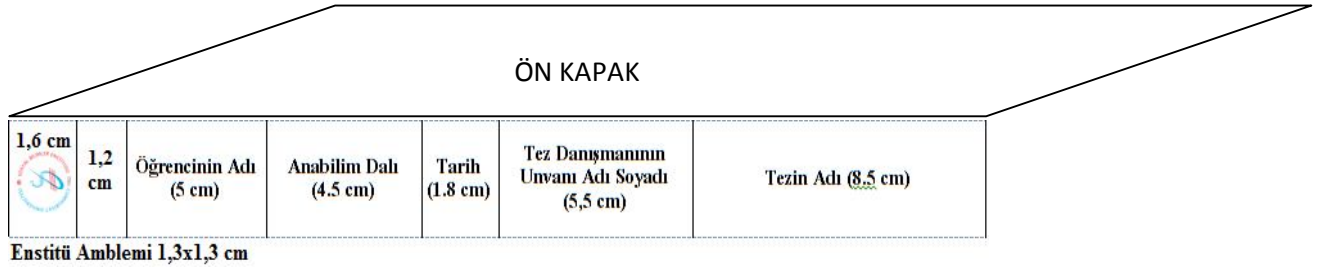 ÖN KAPAK
1,6 cm
1,2
cm
Öğrencinin Adı
(5 cm)
Anabilim Dalı
(4.5 cm)
Tarih
(1.8 cm)
Tez Danışmanının
Unvanı Adı Soyadı
(5,5 cm)
Tezin Adı (8.5 cm)
Enstitü Amblemi 1,3x1,3 cm